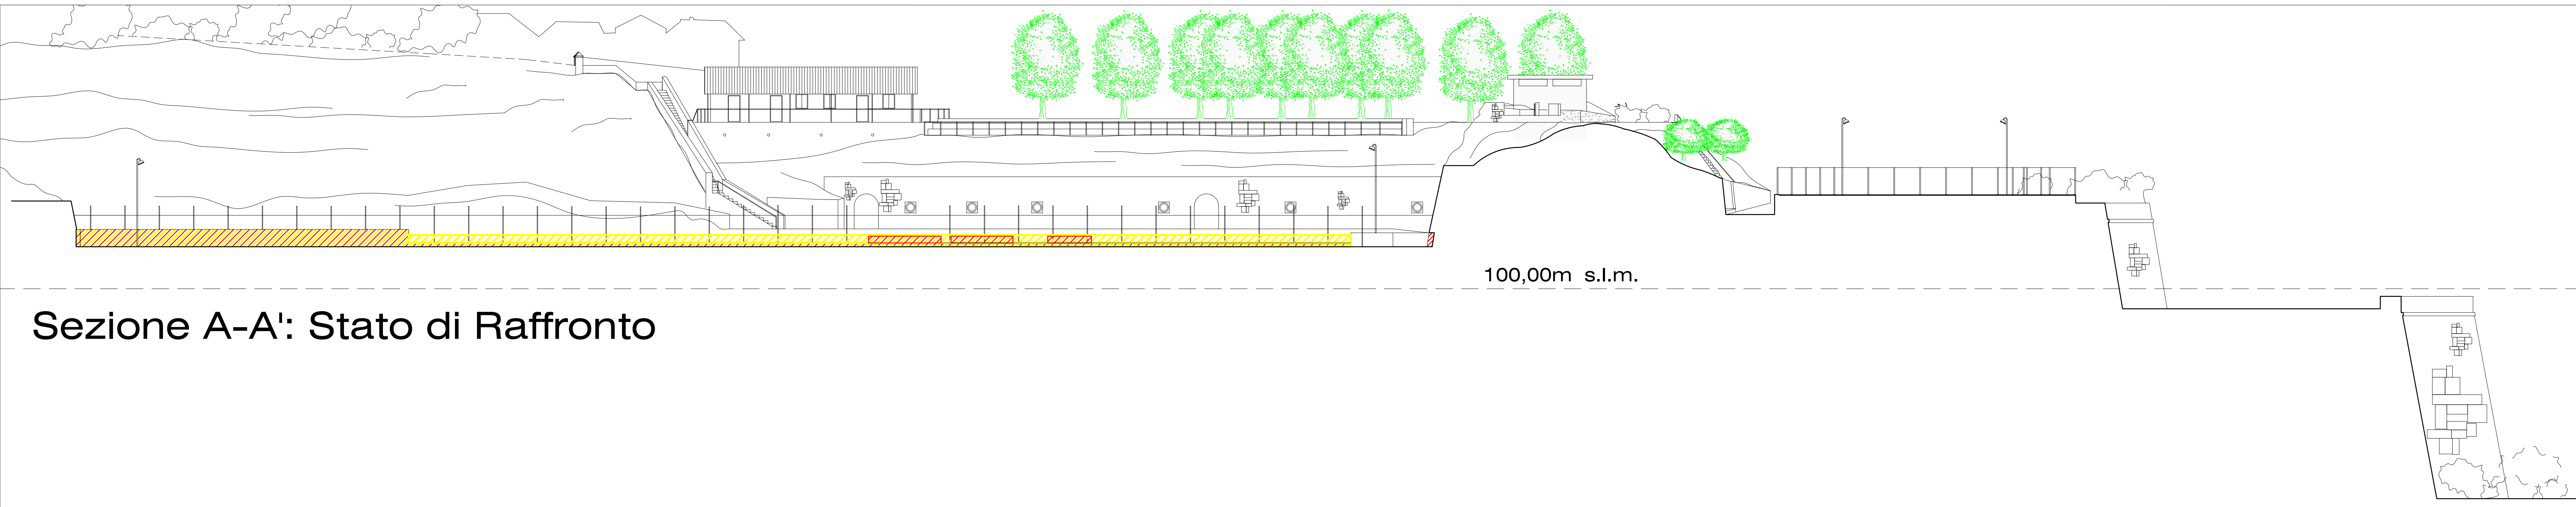 100,00m s.l.m.
Sezione A-A': Stato di Raffronto